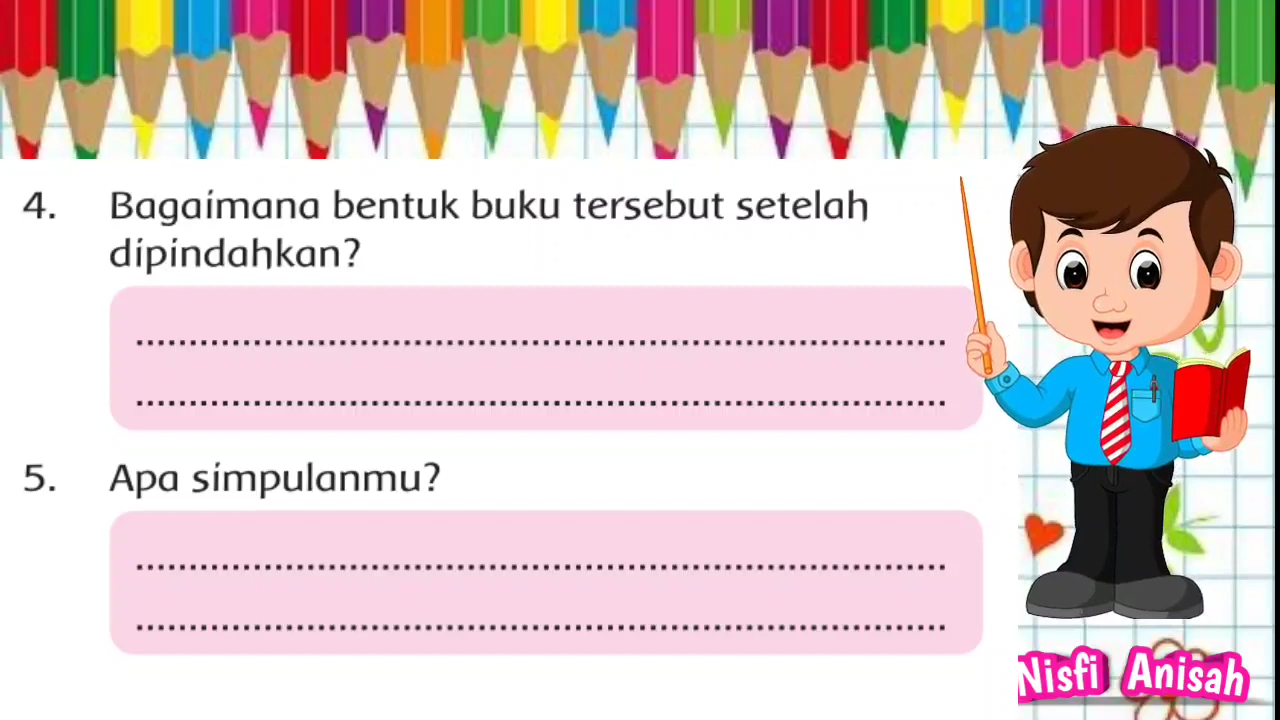 4. Bagaimana bentuk buku tersebut setelah
dipindahkan?
................................................................................
................................................................................
5. Apa simpulanmu?
................................................................................
................................................................................
Nisfi Anisah